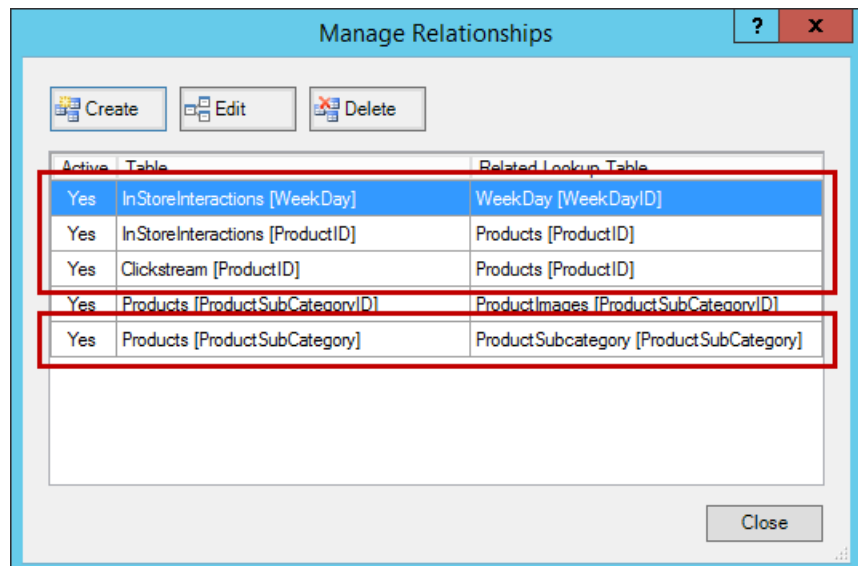 Manage Relationships
? x
Create Edit Delete
Active Table Related Lookup Table
Yes InStoreInteractions [WeekDay] WeekDay [WeekDayID]
Yes InStoreInteractions [ProductID] Products [ProductID]
Yes Clickstream [ProductID] Products [ProductID]
Yes Products [ProductSubCategoryID] ProductImages [ProductSubCategoryID]
Yes Products [ProductSubCategory] ProductSubcategory [ProductSubCategory]
Close